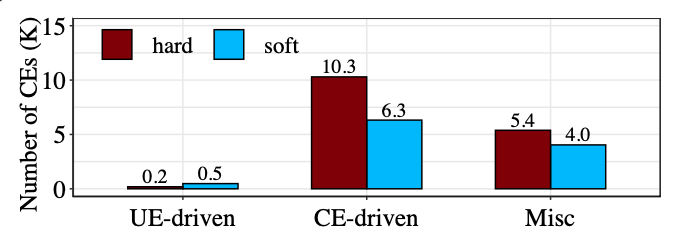 Number of CEs (K)
15
10
5
0
hard
soft
0.2
0.5
10.3
6.3
5.4
4.0
UE-driven
CE-driven
Misc